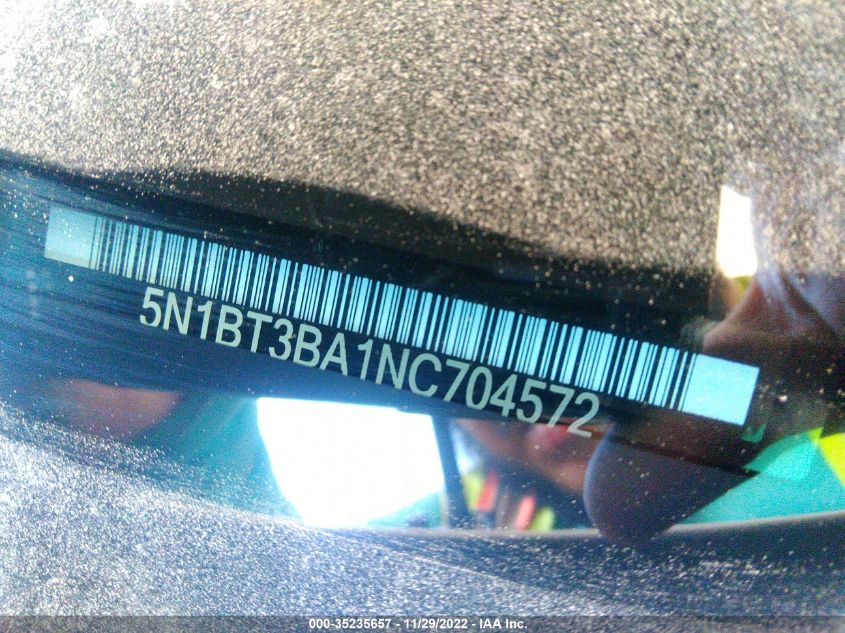 5N1BT3BA1NC704572
000-35235657 - 11/29/2022 - IAA Inc.